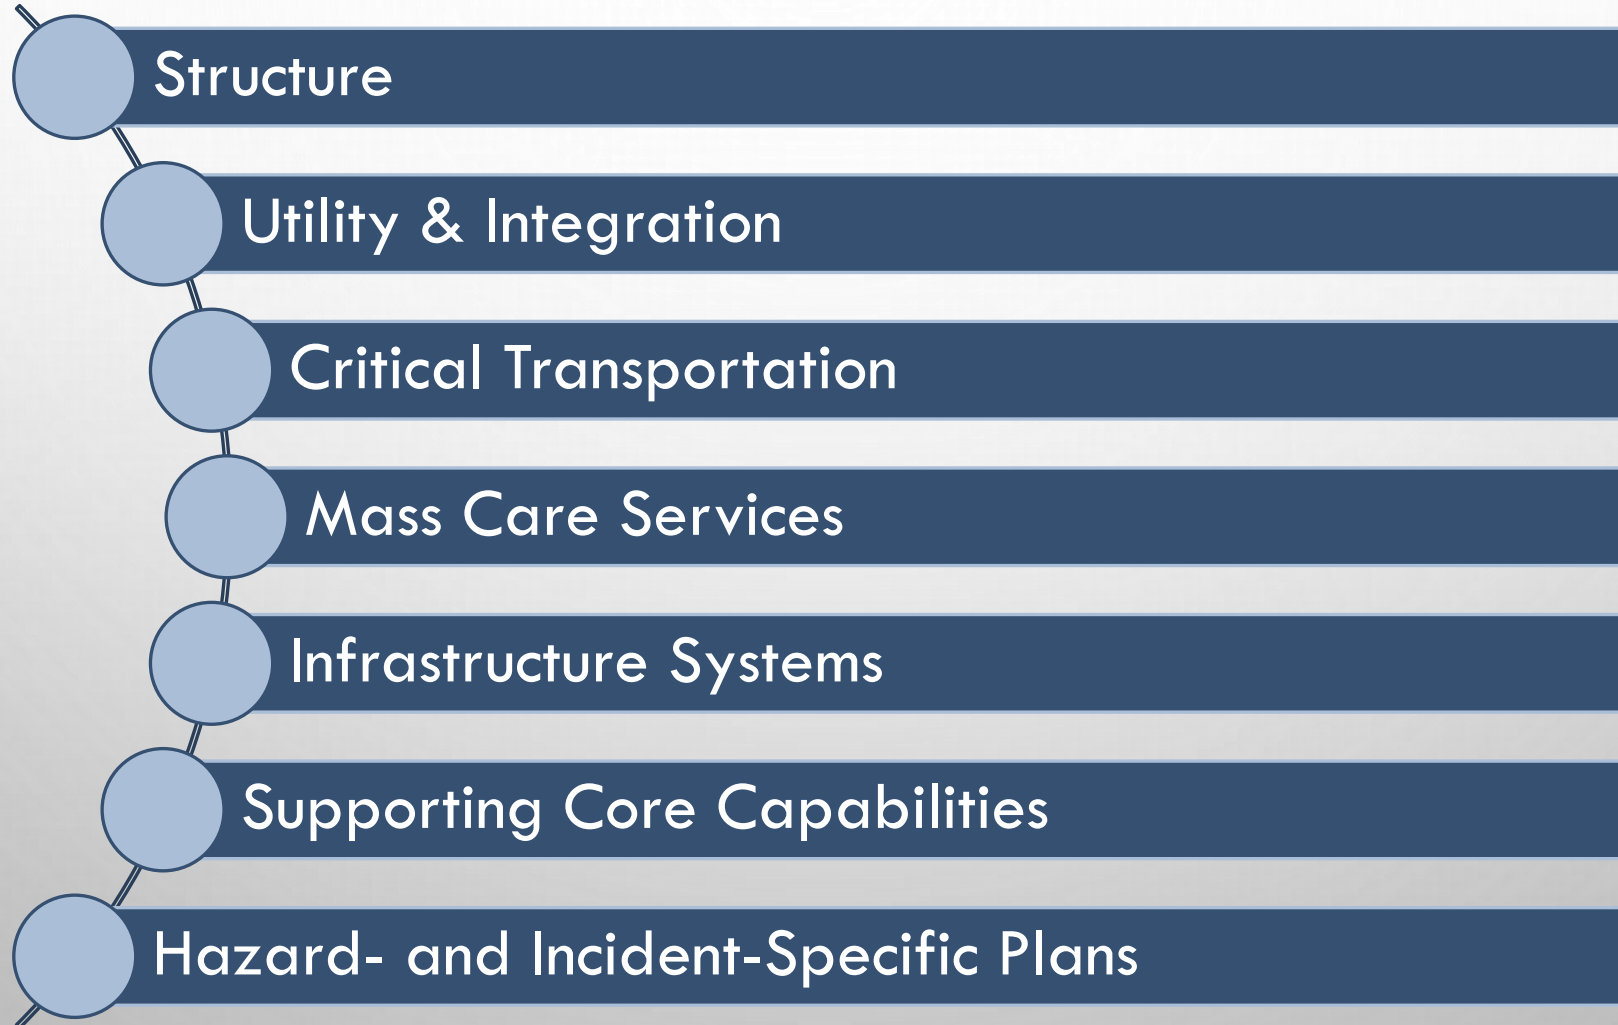 Structure
Utility & Integration
Critical Transportation
Mass Care Services
Infrastructure Systems
Supporting Core Capabilities
Hazard- and Incident-Specific Plans